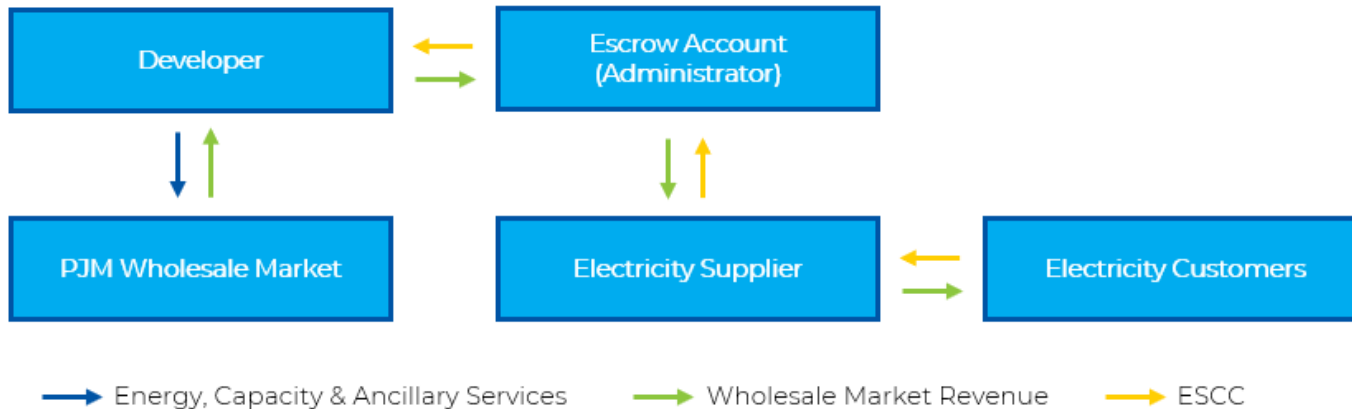 Developer
Escrow Account
(Administrator)
PJM Wholesale Market
Electricity Supplier
Electricity Customers
Energy, Capacity & Ancillary Services
Wholesale Market Revenue
ESCC